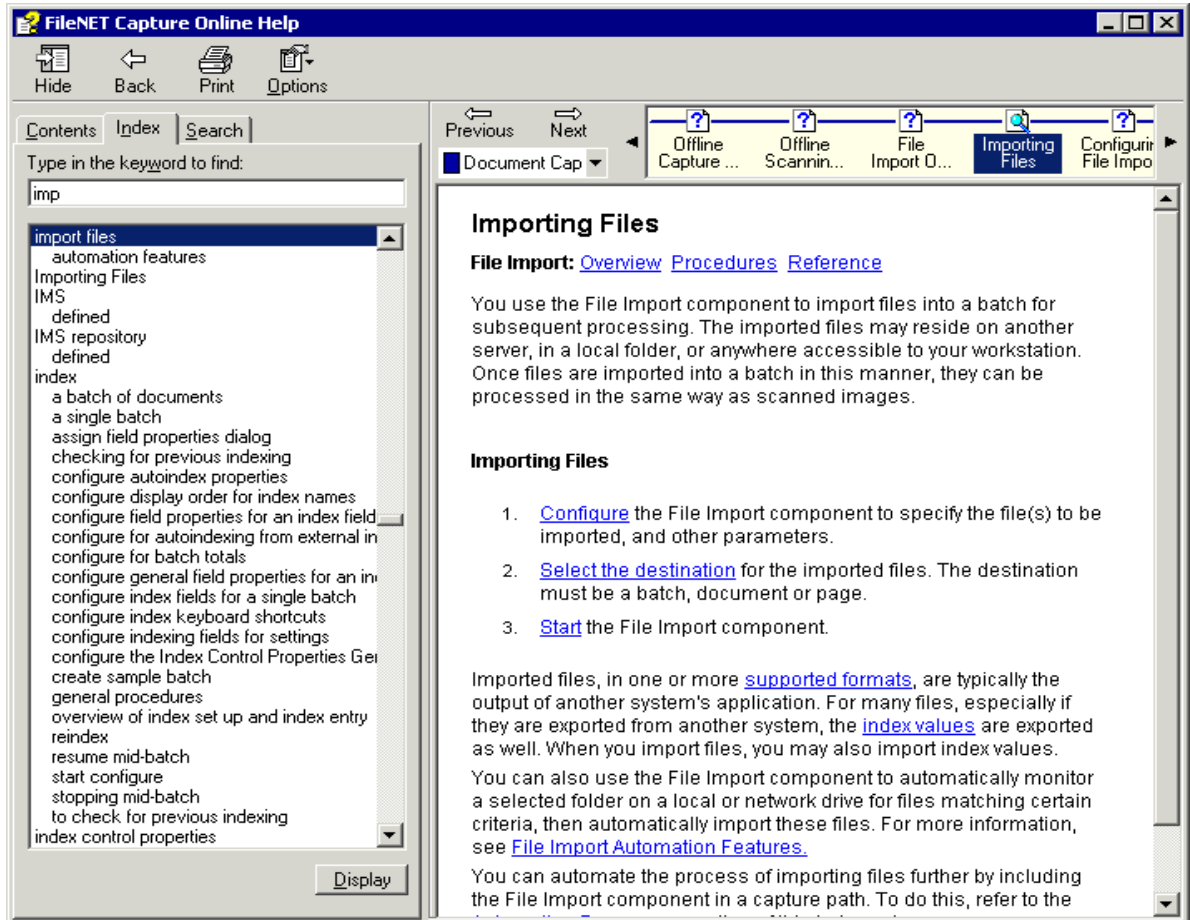 FileNET Capture Online Help
Hide Back Print Options
Contents Index Search
Type in the keyword to find:
imp
import files
automation features
Importing Files
IMS
defined
IMS repository
defined
index
a batch of documents
a single batch
assign field properties dialog
checking for previous indexing
configure autoindex properties
configure display order for index names
configure field properties for an index field
configure for autoindexing from external in
configure for batch totals
configure general field properties for an in
configure index fields for a single batch
configure index keyboard shortcuts
configure indexing fields for settings
configure the Index Control Properties Ge
create sample batch
general procedures
overview of index set up and index entry
reindex
resume mid-batch
start configure
stopping mid-batch
to check for previous indexing
index control properties
Display
Previous Next
Document Cap
Offline Capture ...
Offline Scannin...
File Import O...
Importing Files
Configurin File Impo
Importing Files
File Import: Overview Procedures Reference
You use the File Import component to import files into a batch for
subsequent processing. The imported files may reside on another
server, in a local folder, or anywhere accessible to your workstation.
Once files are imported into a batch in this manner, they can be
processed in the same way as scanned images.
Importing Files
1. Configure the File Import component to specify the file(s) to be
imported, and other parameters.
2. Select the destination for the imported files. The destination
must be a batch, document or page.
3. Start the File Import component.
Imported files, in one or more supported formats, are typically the
output of another system's application. For many files, especially if
they are exported from another system, the index values are exported
as well. When you import files, you may also import index values.
You can also use the File Import component to automatically monitor
a selected folder on a local or network drive for files matching certain
criteria, then automatically import these files. For more information,
see File Import Automation Features.
You can automate the process of importing files further by including
the File Import component in a capture path. To do this, refer to the